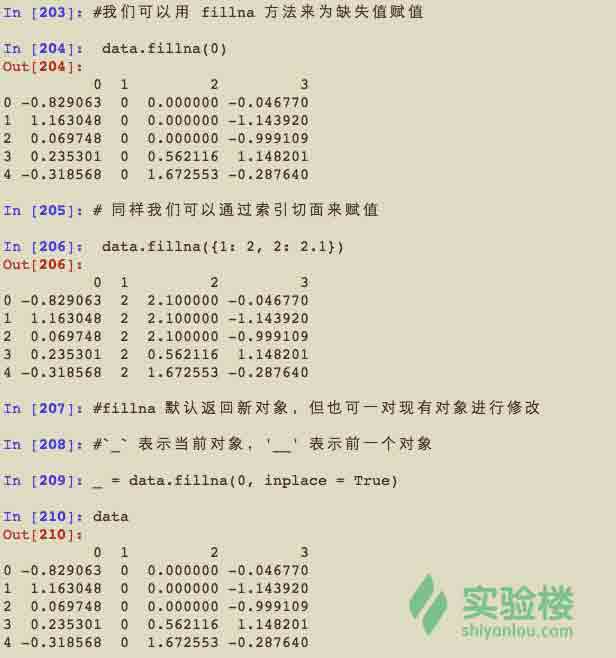 In [203]: #我们可以用 fillna 方法来为缺失值赋值
In [204]: data.fillna(0)
Out[204]:
0 1 2 3
0 -0.829063 0 0.000000 -0.046770
1 1.163048 0 0.000000 -1.143920
2 0.069748 0 0.000000 -0.999109
3 0.235301 0 0.562116 1.148201
4 -0.318568 0 1.672553 -0.287640
In [205]: # 同样我们可以通过索引切面来赋值
In [206]: data.fillna({1: 2, 2: 2.1})
Out[206]:
0 1 2 3
0 -0.829063 2 2.100000 -0.046770
1 1.163048 2 2.100000 -1.143920
2 0.069748 2 2.100000 -0.999109
3 0.235301 2 0.562116 1.148201
4 -0.318568 2 1.672553 -0.287640
In [207]: #fillna 默认返回新对象，但也可一对现有对象进行修改
In [208]: #`_` 表示当前对象，'__' 表示前一个对象
In [209]: _ = data.fillna(0, inplace = True)
In [210]: data
Out[210]:
0 1 2 3
0 -0.829063 0 0.000000 -0.046770
1 1.163048 0 0.000000 -1.143920
2 0.069748 0 0.000000 -0.999109
3 0.235301 0 0.562116 1.148201
4 -0.318568 0 1.672553 -0.287640
实验楼
shiyanlou.com